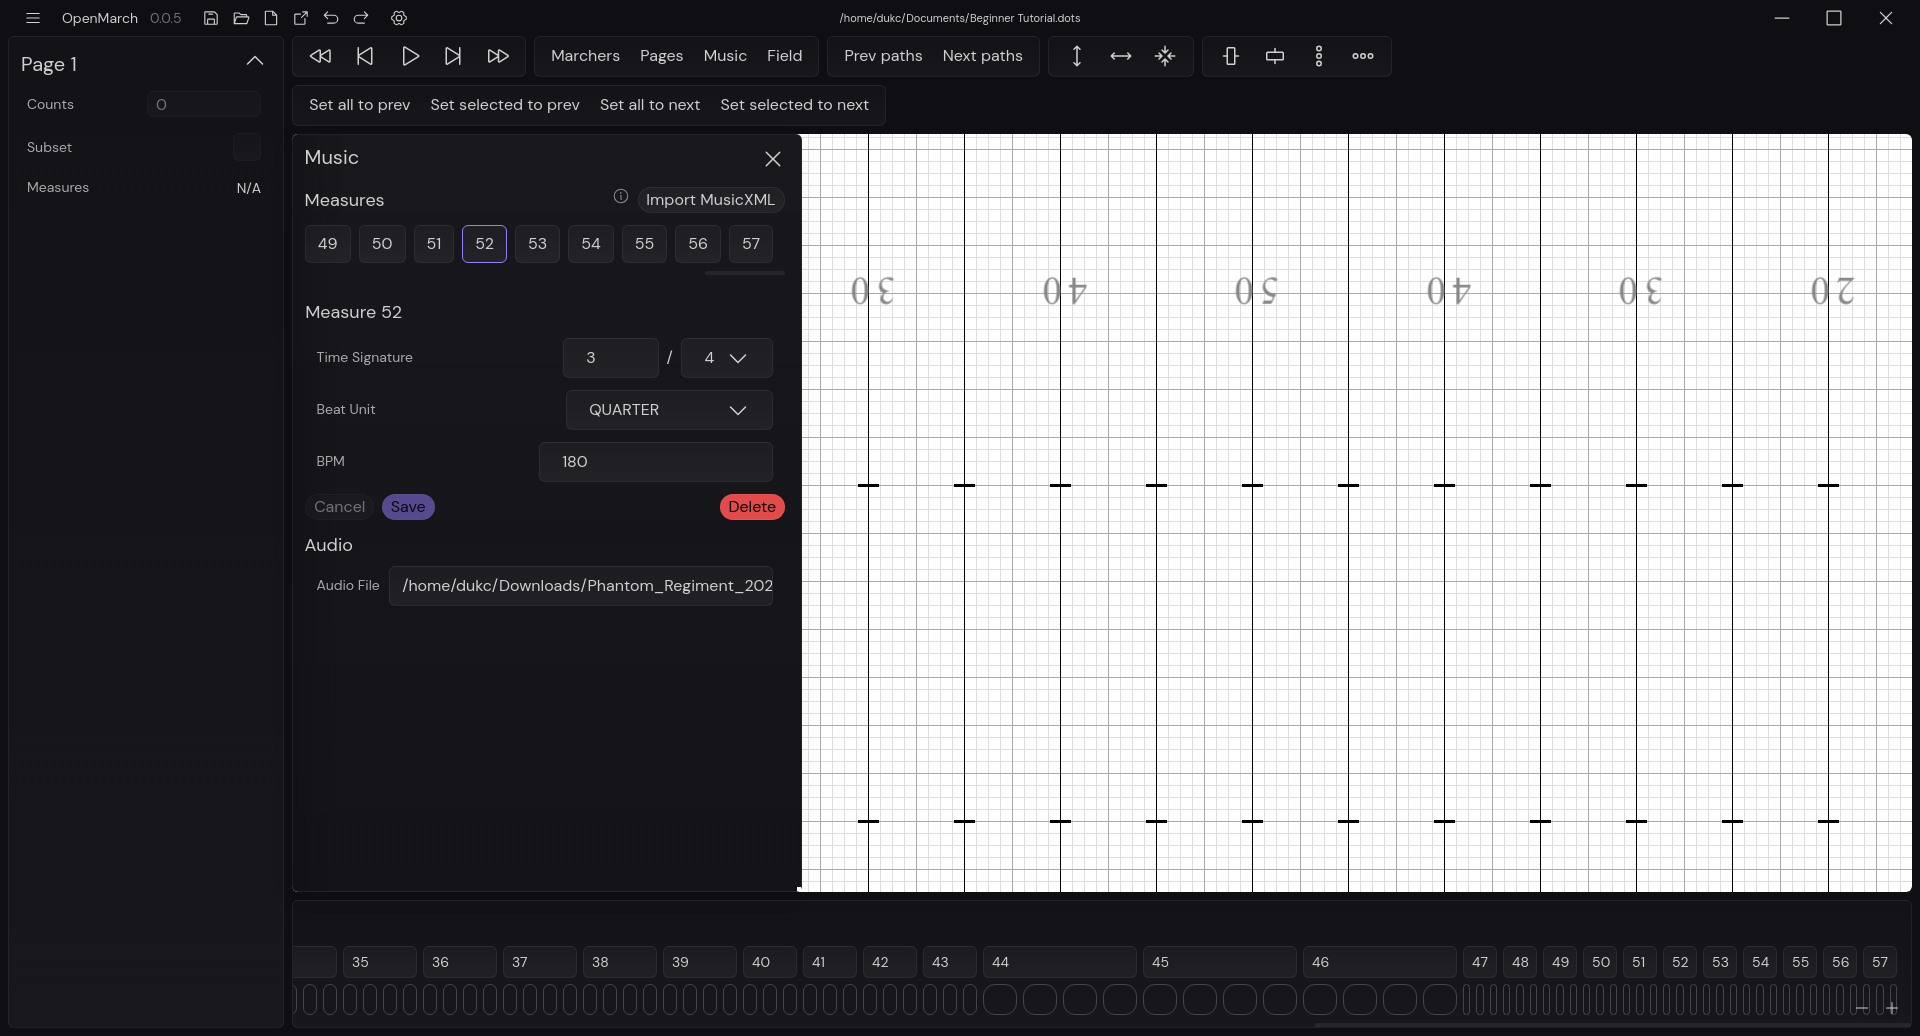 OpenMarch 0.0.5
/home/dukc/Documents/Beginner Tutorial.dots
Page 1
Counts 0
Subset
Measures N/A
Marchers Pages Music Field
Prev paths Next paths
Set all to prev Set selected to prev Set all to next Set selected to next
Music
Measures Import MusicXML
49 50 51 52 53 54 55 56 57
Measure 52
Time Signature 3 / 4
Beat Unit QUARTER
BPM 180
Cancel Save Delete
Audio
Audio File /home/dukc/Downloads/Phantom_Regiment_202
30 40 50 40 30 20
35 36 37 38 39 40 41 42 43 44 45 46 47 48 49 50 51 52 53 54 55 56 57